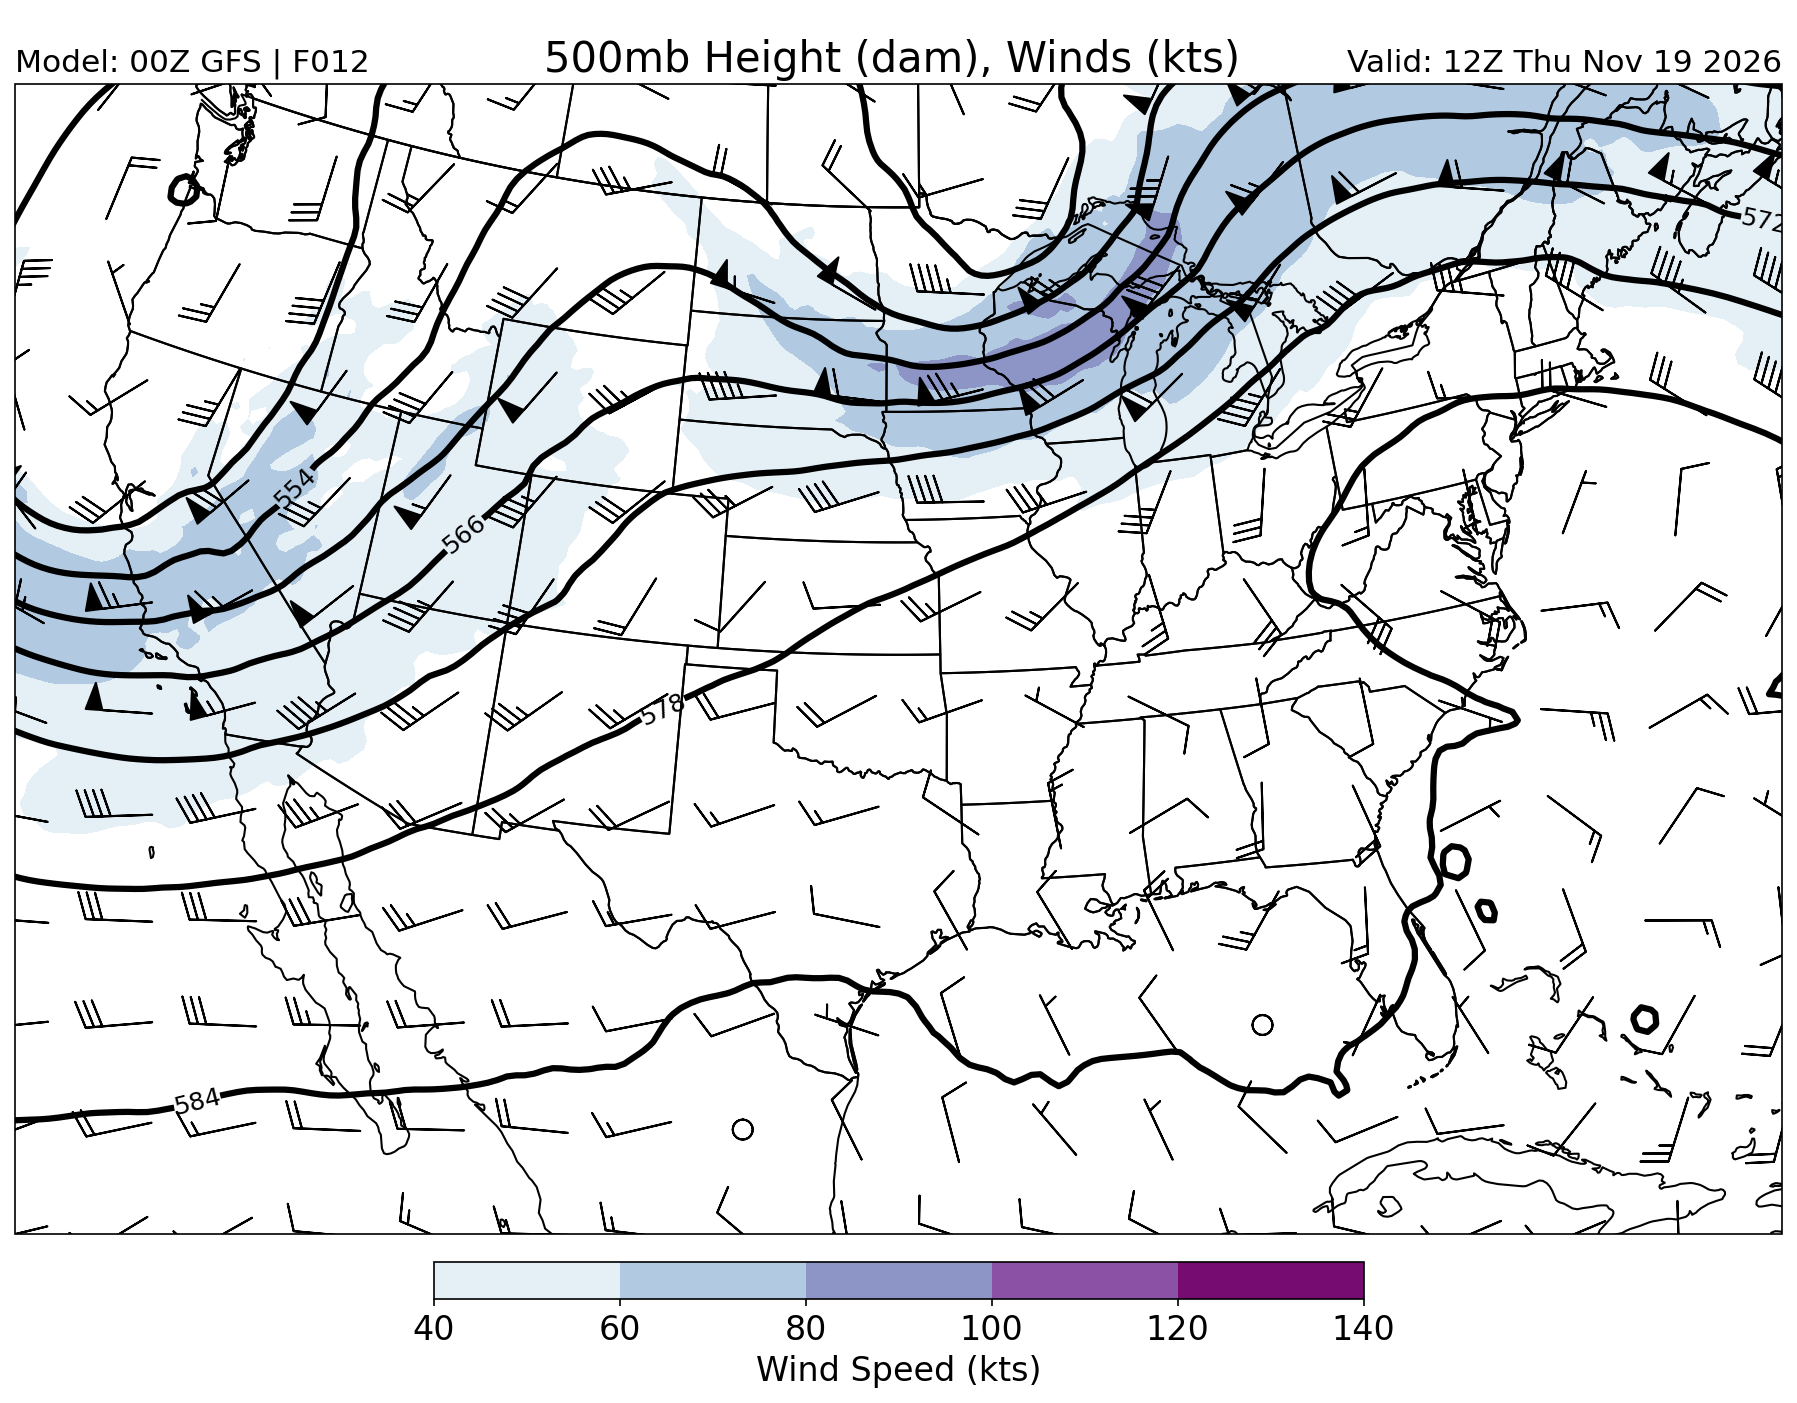 Model: 00Z GFS | F012
500mb Height (dam), Winds (kts)
Valid: 12Z Thu Nov 19 2026
572
554
566
578
584
40 60 80 100 120 140
Wind Speed (kts)